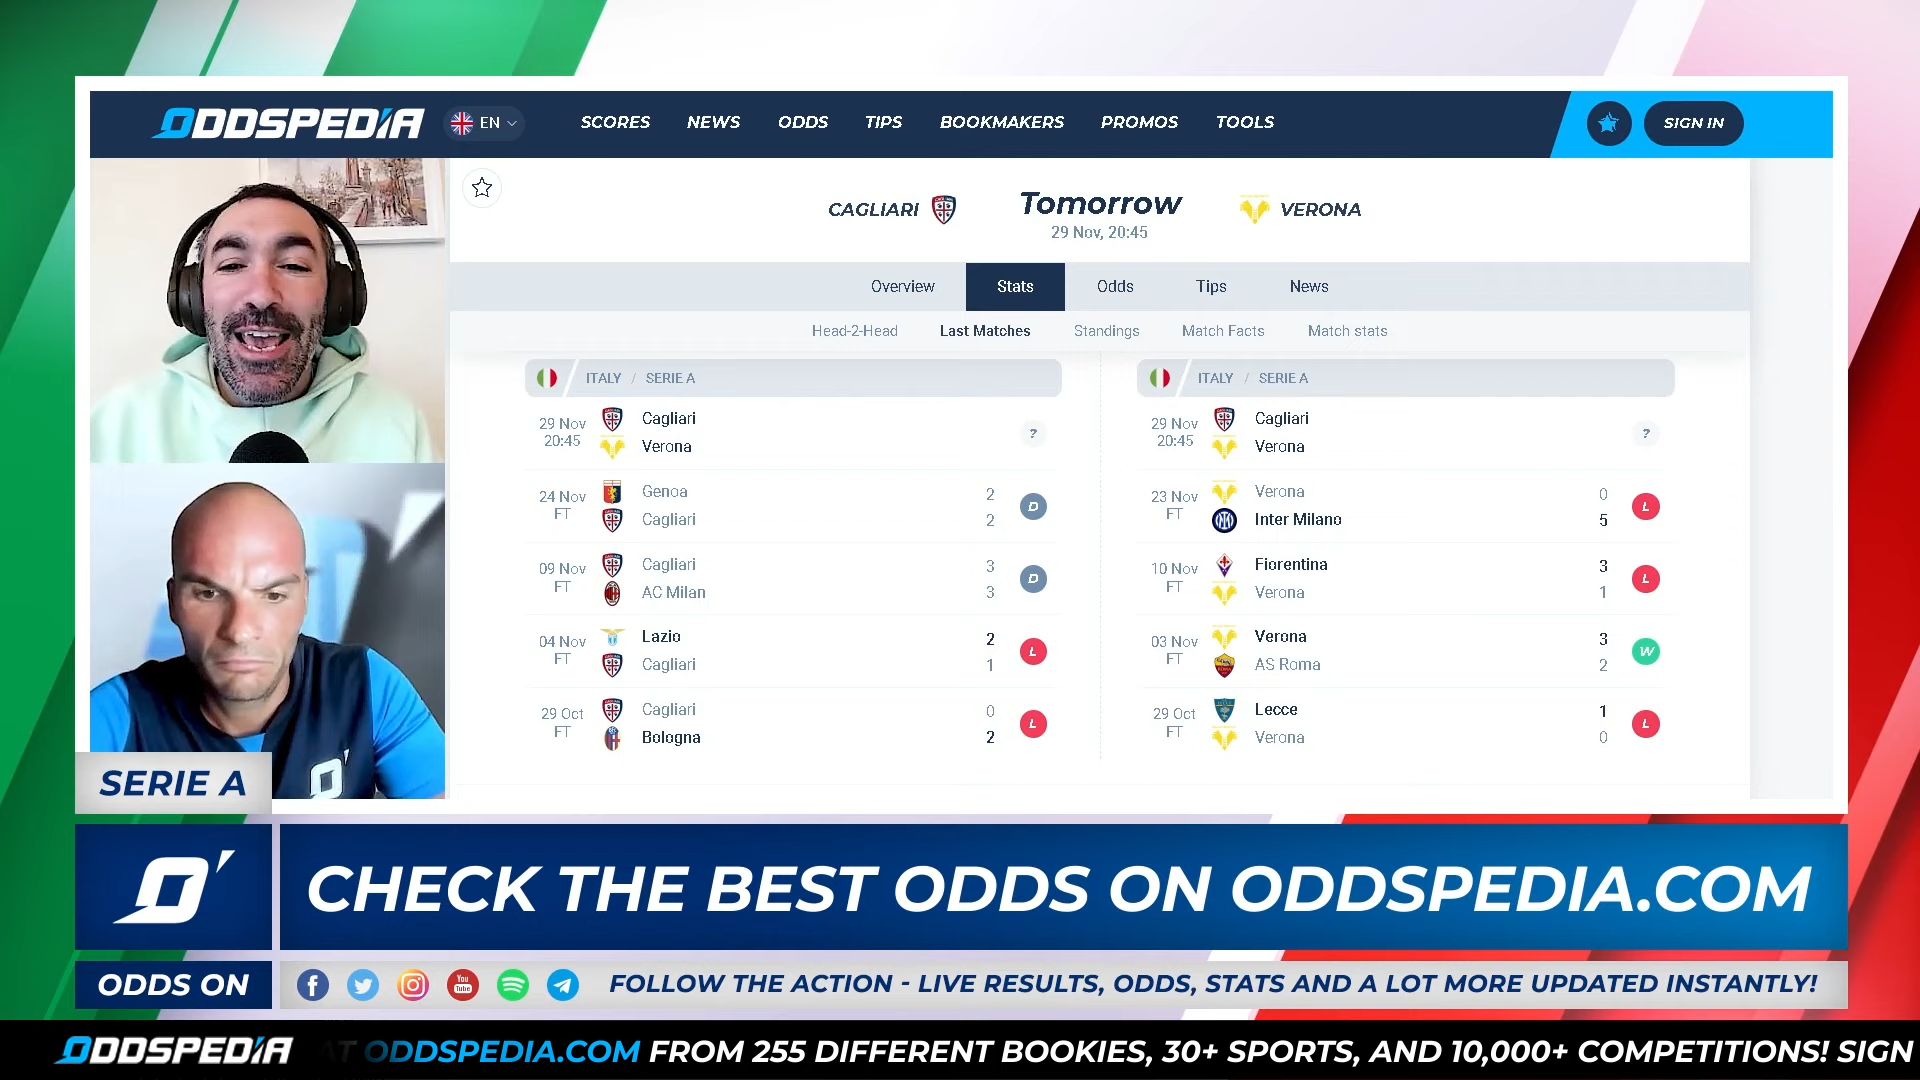 ODDSPEDIA EN SCORES NEWS ODDS TIPS BOOKMAKERS PROMOS TOOLS SIGN IN
CAGLIARI Tomorrow VERONA
29 Nov, 20:45
Overview Stats Odds Tips News
Head-2-Head Last Matches Standings Match Facts Match stats
ITALY / SERIE A
29 Nov Cagliari
20:45 Verona ?
24 Nov Genoa 2
FT Cagliari 2 D
09 Nov Cagliari 3
FT AC Milan 3 D
04 Nov Lazio 2
FT Cagliari 1 L
29 Oct Cagliari 0
FT Bologna 2 L
ITALY / SERIE A
29 Nov Cagliari
20:45 Verona ?
23 Nov Verona 0
FT Inter Milano 5 L
10 Nov Fiorentina 3
FT Verona 1 L
03 Nov Verona 3
FT AS Roma 2 W
29 Oct Lecce 1
FT Verona 0 L
SERIE A
CHECK THE BEST ODDS ON ODDSPEDIA.COM
ODDS ON You Tube FOLLOW THE ACTION - LIVE RESULTS, ODDS, STATS AND A LOT MORE UPDATED INSTANTLY!
ODDSPEDIA AT ODDSPEDIA.COM FROM 255 DIFFERENT BOOKIES, 30+ SPORTS, AND 10,000+ COMPETITIONS! SIGN